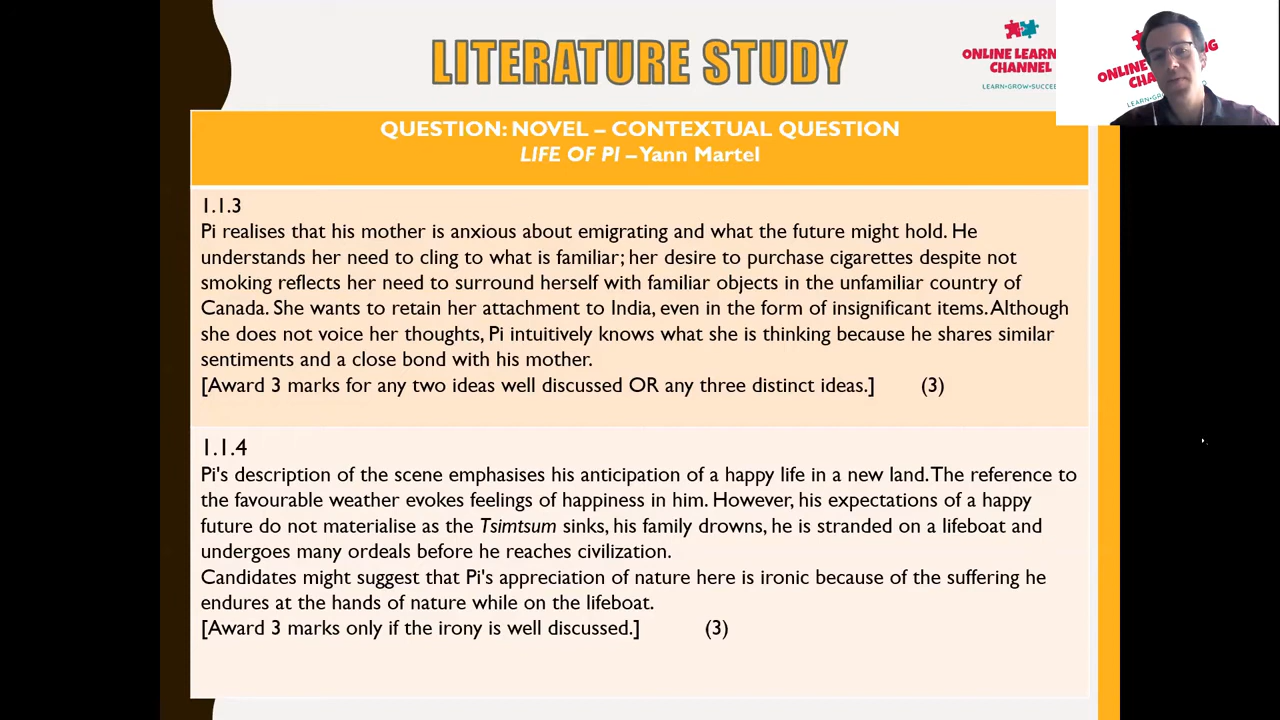 LITERATURE STUDY
ONLINE LEARN
CHANNEL
LEARN•GROW•SUCCE
QUESTION: NOVEL – CONTEXTUAL QUESTION
LIFE OF PI – Yann Martel
1.1.3
Pi realises that his mother is anxious about emigrating and what the future might hold. He
understands her need to cling to what is familiar; her desire to purchase cigarettes despite not
smoking reflects her need to surround herself with familiar objects in the unfamiliar country of
Canada. She wants to retain her attachment to India, even in the form of insignificant items. Although
she does not voice her thoughts, Pi intuitively knows what she is thinking because he shares similar
sentiments and a close bond with his mother.
[Award 3 marks for any two ideas well discussed OR any three distinct ideas.] (3)
1.1.4
Pi's description of the scene emphasises his anticipation of a happy life in a new land. The reference to
the favourable weather evokes feelings of happiness in him. However, his expectations of a happy
future do not materialise as the Tsimtsum sinks, his family drowns, he is stranded on a lifeboat and
undergoes many ordeals before he reaches civilization.
Candidates might suggest that Pi's appreciation of nature here is ironic because of the suffering he
endures at the hands of nature while on the lifeboat.
[Award 3 marks only if the irony is well discussed.] (3)